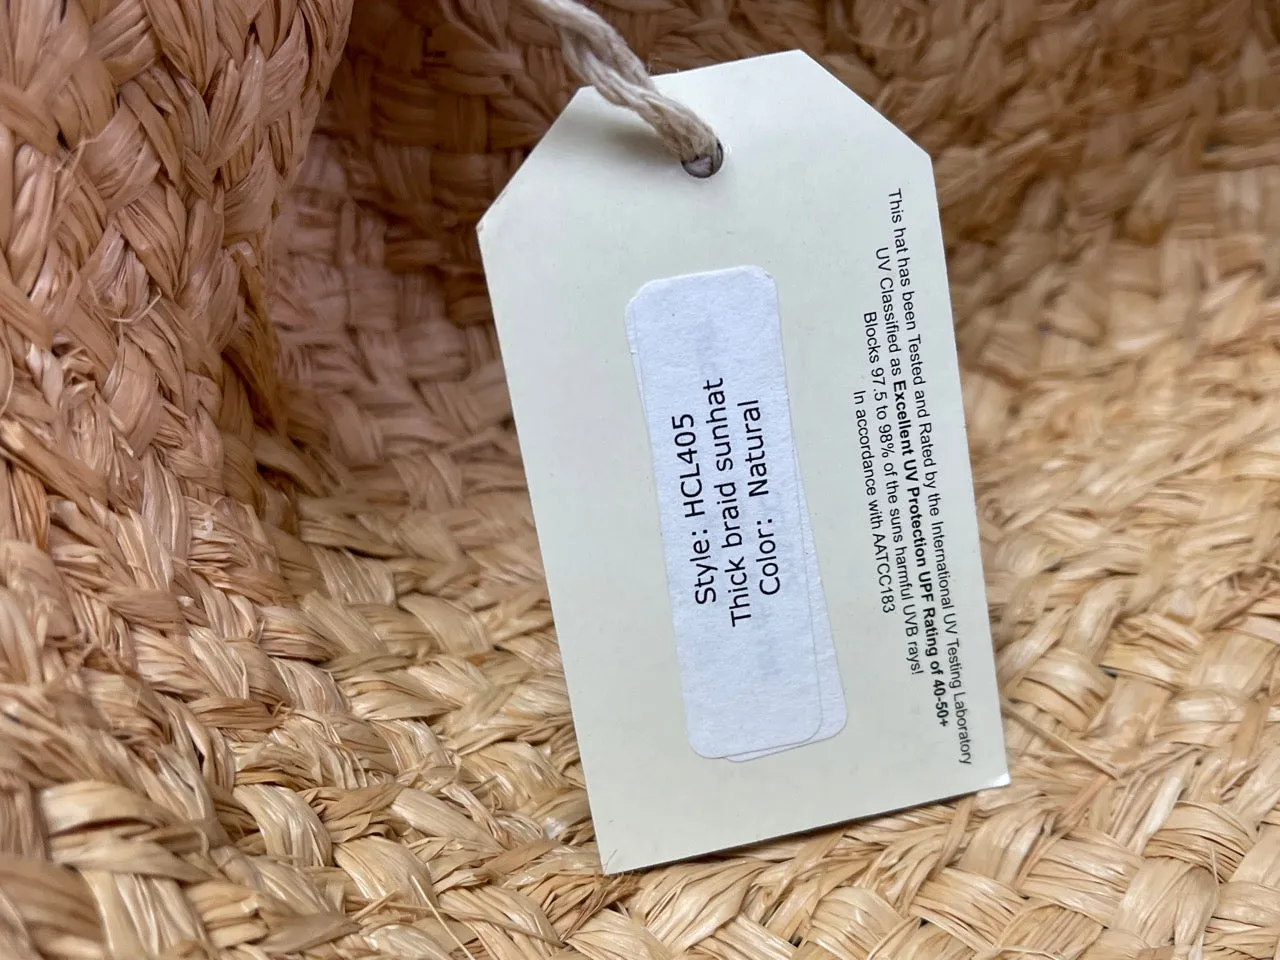 Style: HCL405
Thick braid sunhat
Color: Natural
This hat has been Tested and Rated by the International UV Testing Laboratory
UV Classified as Excellent UV Protection UPF Rating of 40-50+
Blocks 97.5 to 98% of the suns harmful UVB rays!
In accordance with AATCC183